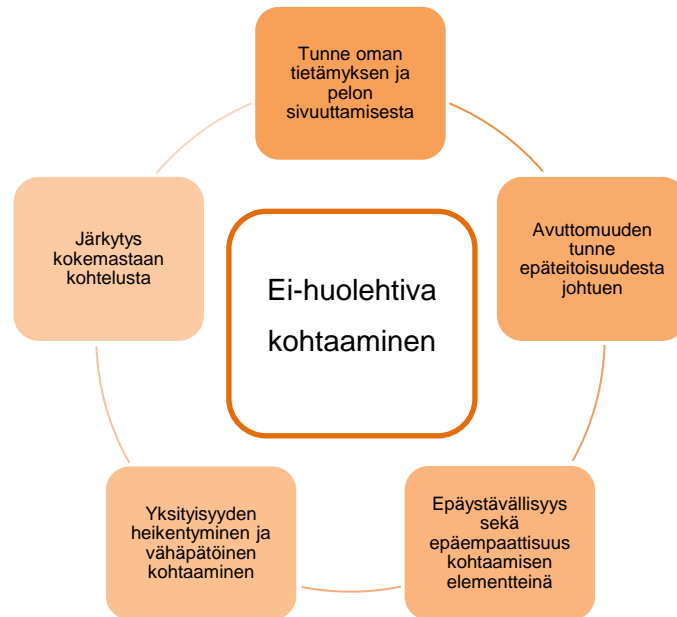 Tunne oman
tietämyksen ja
pelon
sivuuttamisesta
Avuttomuuden
tunne
epäteitoisuudesta
johtuen
Epäystävällisyys
sekä
epäempaattisuus
kohtaamisen
elementteinä
Yksityisyyden
heikentyminen ja
vähäpätöinen
kohtaaminen
Järkytys
kokemastaan
kohtelusta
Ei-huolehtiva
kohtaaminen